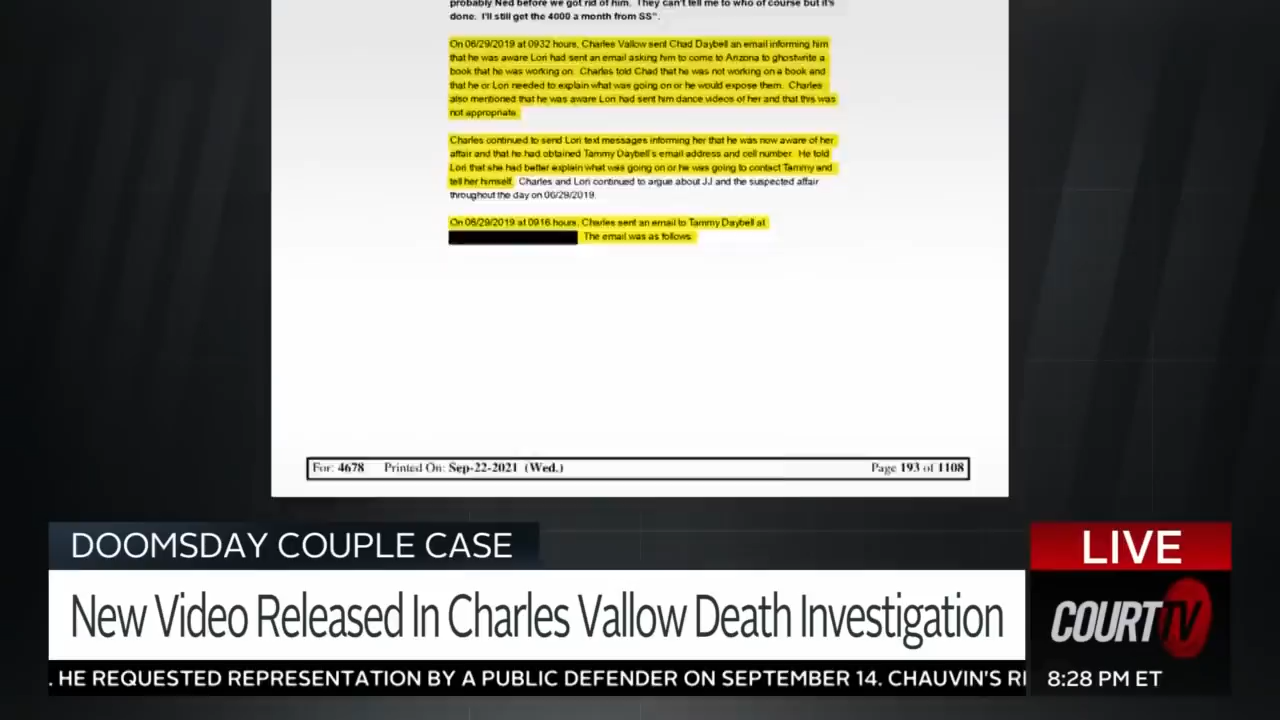 probably Ned before we got rid of him. They can't tell me to who of course but it's
done. I'll still get the 4000 a month from SS".
On 06/29/2019 at 0932 hours, Charles Vallow sent Chad Daybell an email informing him
that he was aware Lori had sent an email asking him to come to Arizona to ghostwrite a
book that he was working on. Charles told Chad that he was not working on a book and
that he or Lori needed to explain what was going on or he would expose them. Charles
also mentioned that he was aware Lori had sent him dance videos of her and that this was
not appropriate.
Charles continued to send Lori text messages informing her that he was now aware of her
affair and that he had obtained Tammy Daybell's email address and cell number. He told
Lori that she had better explain what was going on or he was going to contact Tammy and
tell her himself. Charles and Lori continued to argue about JJ and the suspected affair
throughout the day on 06/29/2019.
On 06/29/2019 at 0916 hours, Charles sent an email to Tammy Daybell at
The email was as follows.
For: 4678 Printed On: Sep-22-2021 (Wed.) Page 193 of 1108
DOOMSDAY COUPLE CASE
LIVE
New Video Released In Charles Vallow Death Investigation
COURT TV
. HE REQUESTED REPRESENTATION BY A PUBLIC DEFENDER ON SEPTEMBER 14. CHAUVIN'S
8:28 PM ET